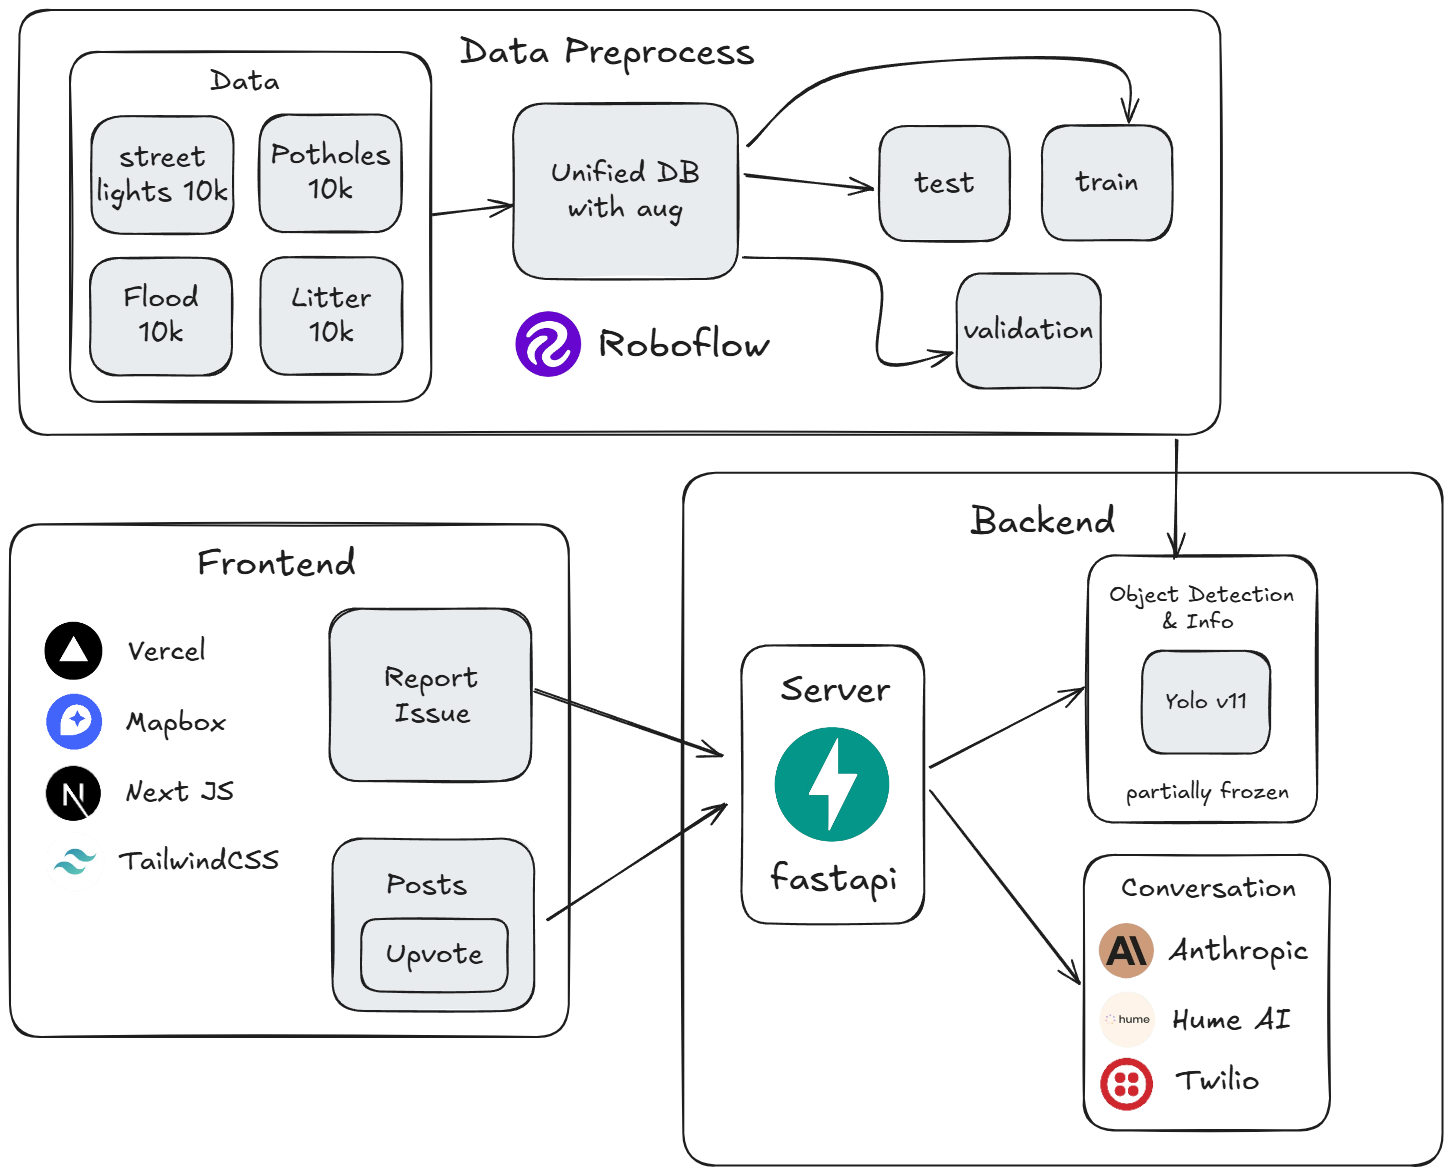 Data Preprocess
Data
street
lights 10k
Potholes
10k
Flood
10k
Litter
10k
Unified DB
with aug
Roboflow
test
train
validation
Frontend
Vercel
Mapbox
Next JS
TailwindCSS
Report
Issue
Posts
Upvote
Backend
Server
fastapi
Object Detection
& Info
Yolo v11
partially frozen
Conversation
AI
Anthropic
hume
Hume AI
Twilio